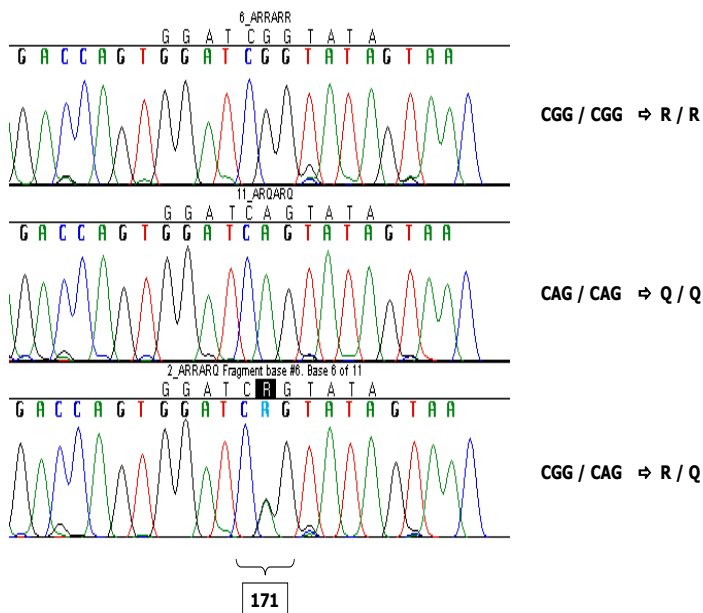 6_ARRARR
G G A T C G G T A T A
G A C C A G T G G A T C G G T A T A G T A A
CGG / CGG ⇨ R / R
11_ARQARQ
G G A T C A G T A T A
G A C C A G T G G A T C A G T A T A G T A A
CAG / CAG ⇨ Q / Q
2_ARRARQ Fragment base #6. Base 6 of 11
G G A T C R G T A T A
G A C C A G T G G A T C R G T A T A G T A A
CGG / CAG ⇨ R / Q
171